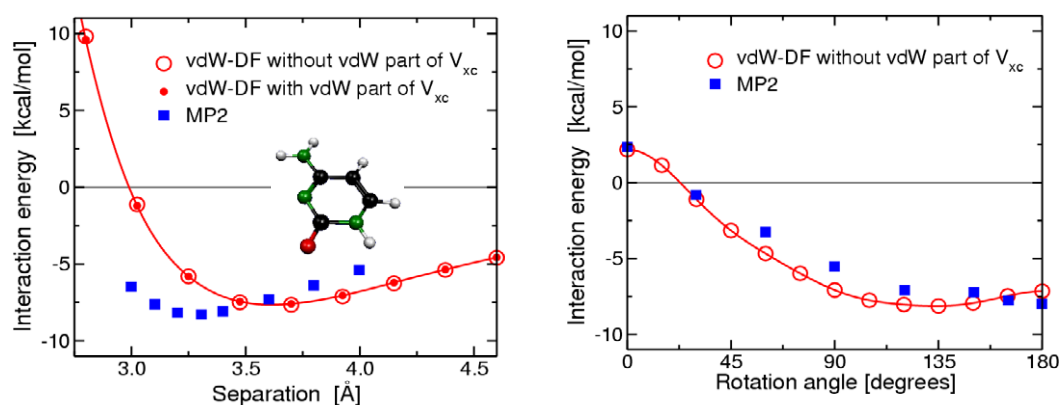 10
5
0
-5
-10
Interaction energy [kcal/mol]
vdW-DF without vdW part of Vxc
vdW-DF with vdW part of Vxc
MP2
3.0 3.5 4.0 4.5
Separation [Å]
10
5
0
-5
-10
Interaction energy [kcal/mol]
vdW-DF without vdW part of Vxc
MP2
0 45 90 135 180
Rotation angle [degrees]